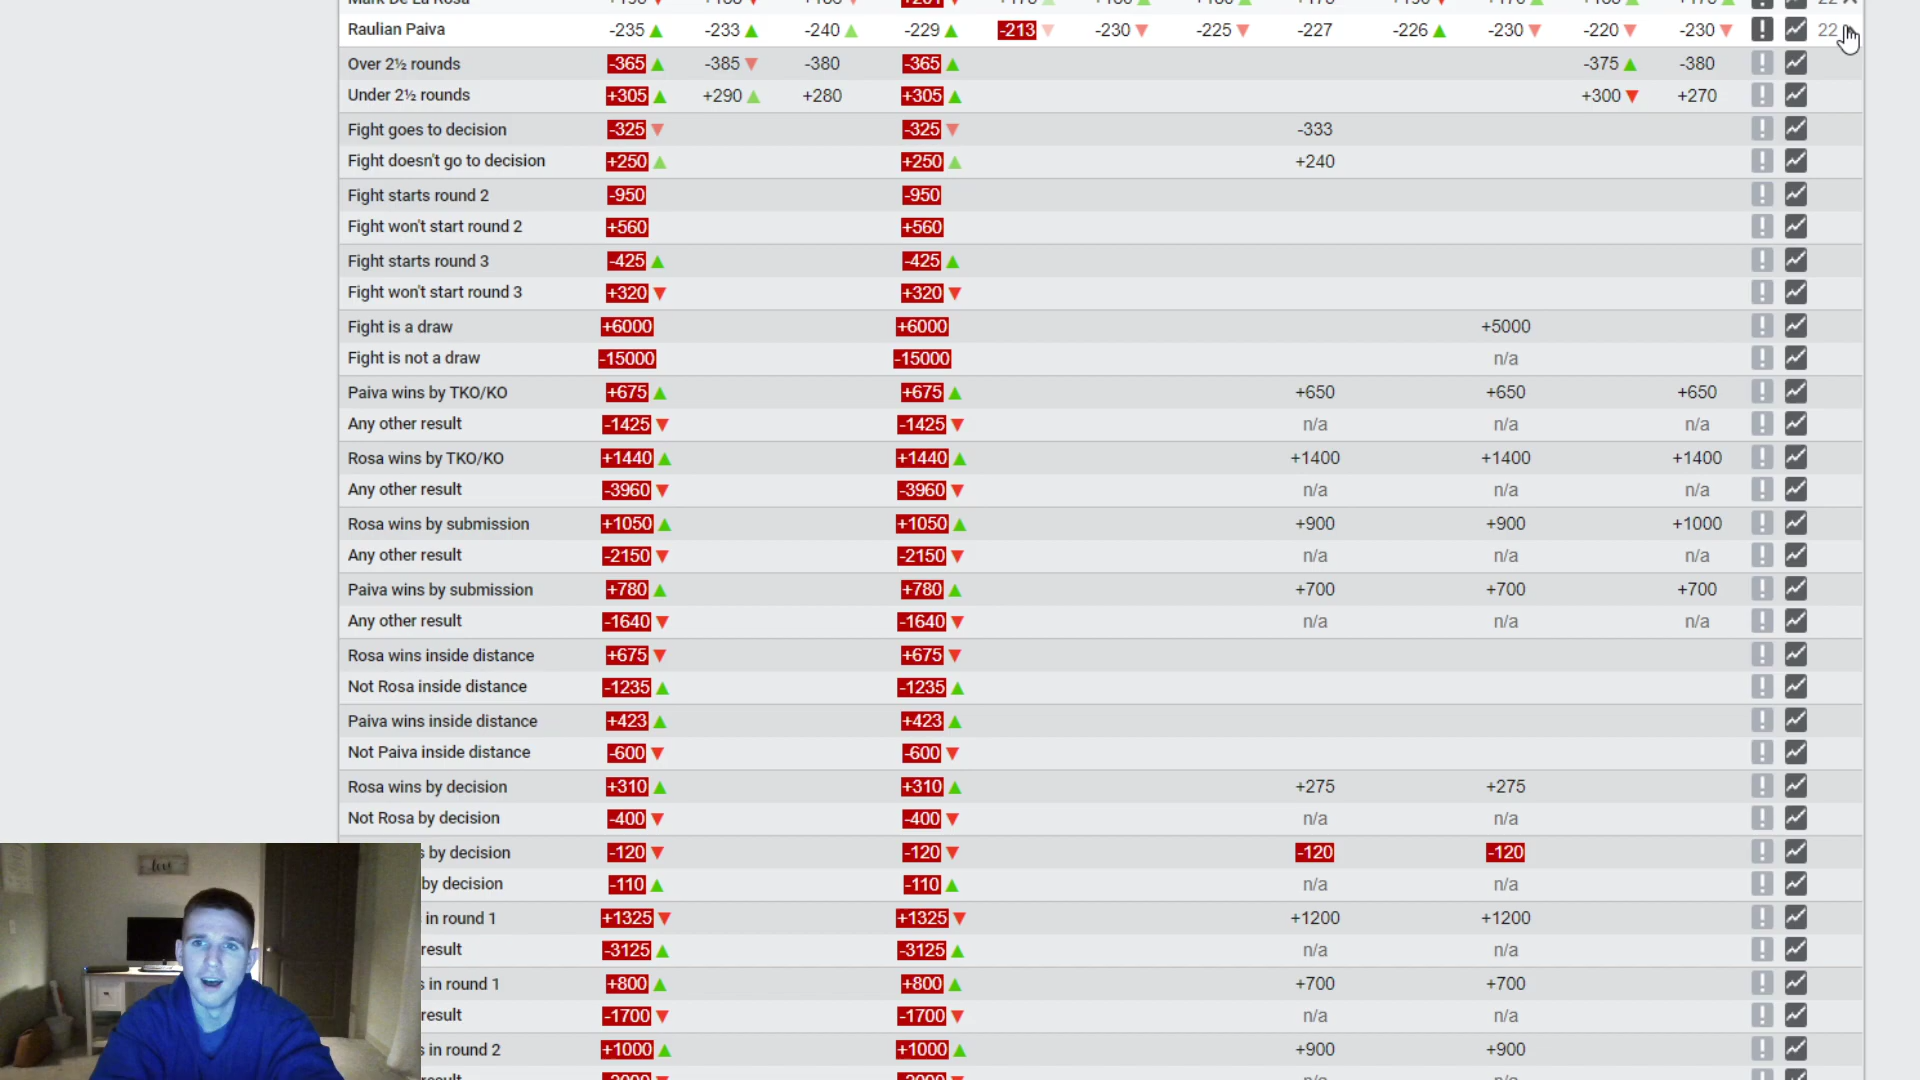 Raulian Paiva -235 -233 -240 -229 -213 -230 -225 -227 -226 -230 -220 -230 22
Over 2½ rounds -365 -385 -380 -365 -375 -380
Under 2½ rounds +305 +290 +280 +305 +300 +270
Fight goes to decision -325 -325 -333
Fight doesn't go to decision +250 +250 +240
Fight starts round 2 -950 -950
Fight won't start round 2 +560 +560
Fight starts round 3 -425 -425
Fight won't start round 3 +320 +320
Fight is a draw +6000 +6000 +5000
Fight is not a draw -15000 -15000 n/a
Paiva wins by TKO/KO +675 +675 +650 +650 +650
Any other result -1425 -1425 n/a n/a n/a
Rosa wins by TKO/KO +1440 +1440 +1400 +1400 +1400
Any other result -3960 -3960 n/a n/a n/a
Rosa wins by submission +1050 +1050 +900 +900 +1000
Any other result -2150 -2150 n/a n/a n/a
Paiva wins by submission +780 +780 +700 +700 +700
Any other result -1640 -1640 n/a n/a n/a
Rosa wins inside distance +675 +675
Not Rosa inside distance -1235 -1235
Paiva wins inside distance +423 +423
Not Paiva inside distance -600 -600
Rosa wins by decision +310 +310 +275 +275
Not Rosa by decision -400 -400 n/a n/a
s by decision -120 -120 -120 -120
by decision -110 -110 n/a n/a
in round 1 +1325 +1325 +1200 +1200
result -3125 -3125 n/a n/a
s in round 1 +800 +800 +700 +700
result -1700 -1700 n/a n/a
s in round 2 +1000 +1000 +900 +900